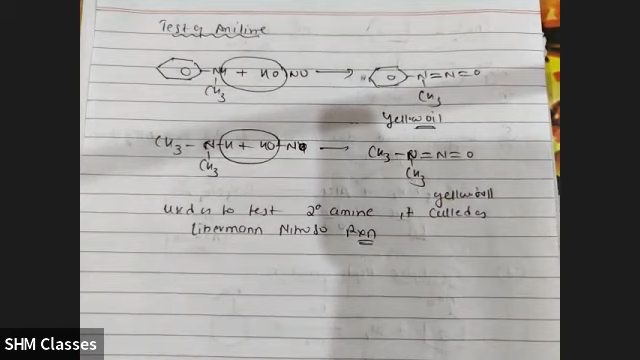 Test of Aniline
N + HO NO → N=N=O
CH3 CH3
yellow oil
CH3 - N - H + HO - NO → CH3 - N=N=O
CH3 CH3
yellow oil
used to test 2° amine, it called as
Libermann Nitroso Rxn
SHM Classes